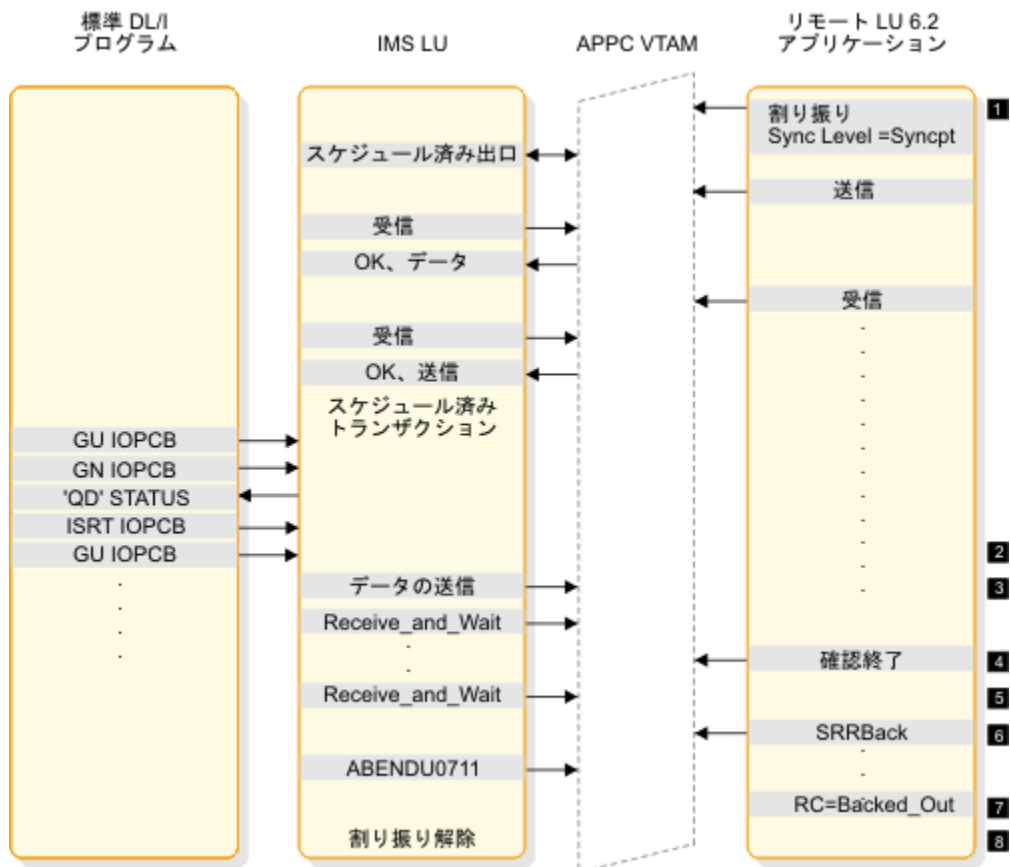 標準 DL/I
プログラム
IMS LU
APPC VTAM
リモート LU 6.2
アプリケーション
割り振り
Sync Level =Syncpt
1
スケジュール済み出口
送信
受信
OK、データ
受信
受信
OK、送信
スケジュール済み
トランザクション
GU IOPCB
GN IOPCB
'QD' STATUS
ISRT IOPCB
GU IOPCB
2
データの送信
3
Receive_and_Wait
確認終了
4
Receive_and_Wait
5
SRRBack
6
ABENDU0711
RC=Backed_Out
7
割り振り解除
8